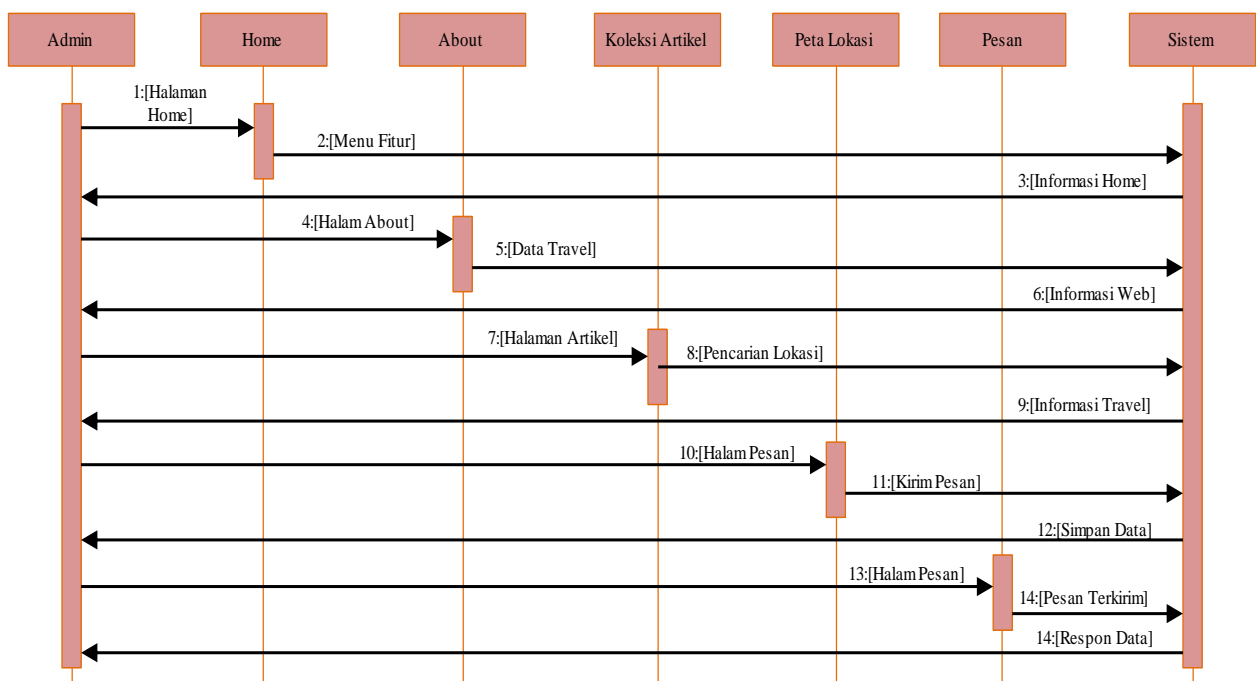 Admin
Home
About
Koleksi Artikel
Peta Lokasi
Pesan
Sistem
1:[Halaman
Home]
2:[Menu Fitur]
3:[Informasi Home]
4:[Halam About]
5:[Data Travel]
6:[Informasi Web]
7:[Halaman Artikel]
8:[Pencarian Lokasi]
9:[Informasi Travel]
10:[Halam Pesan]
11:[Kirim Pesan]
12:[Simpan Data]
13:[Halam Pesan]
14:[Pesan Terkirim]
14:[Respon Data]